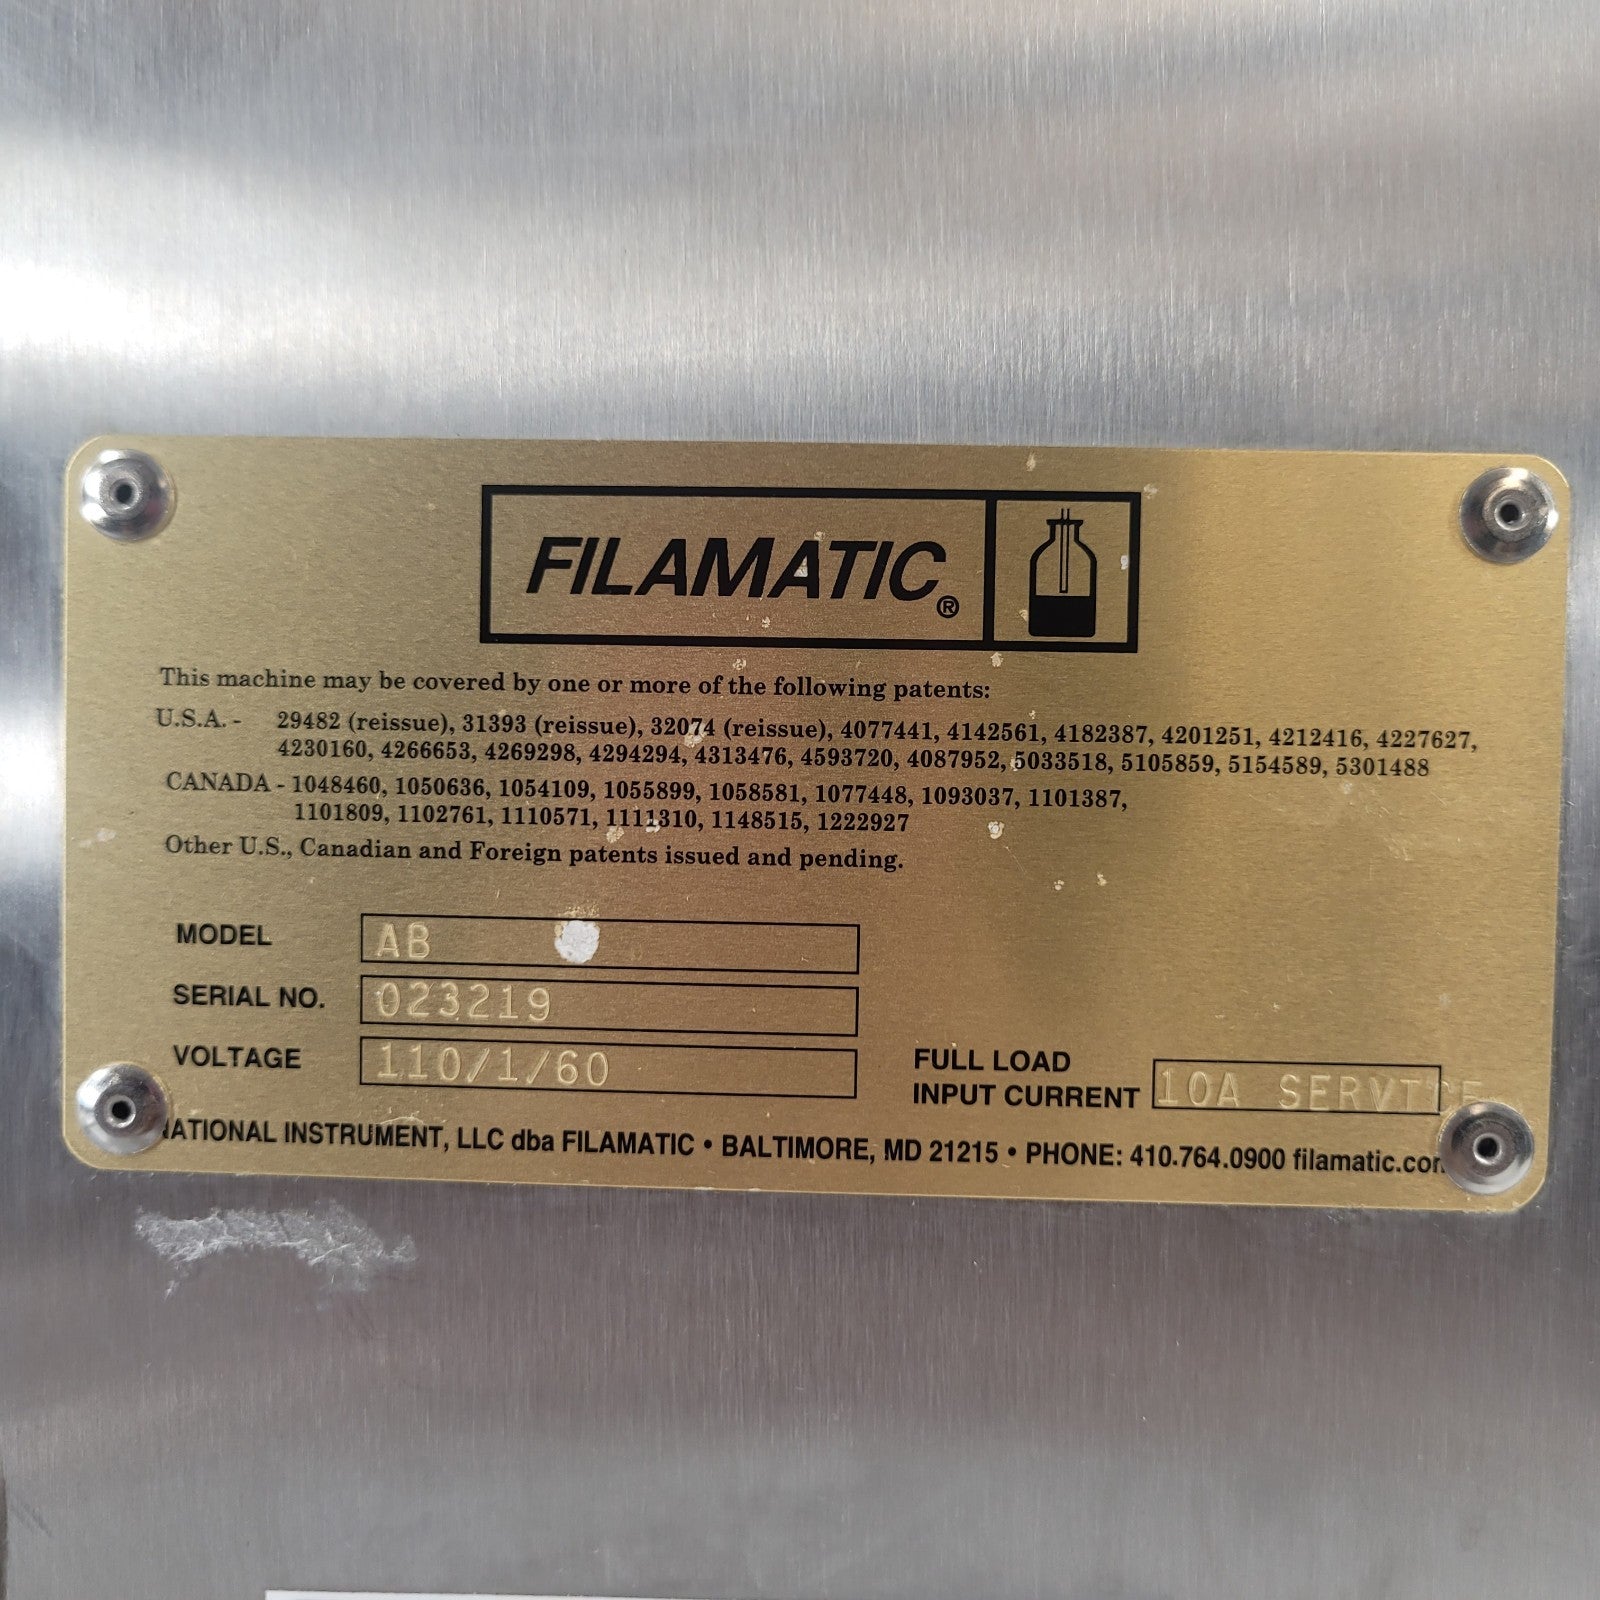 FILAMATIC®
This machine may be covered by one or more of the following patents:
U.S.A. - 29482 (reissue), 31393 (reissue), 32074 (reissue), 4077441, 4142561, 4182387, 4201251, 4212416, 4227627,
4230160, 4266653, 4269298, 4294294, 4313476, 4593720, 4087952, 5033518, 5105859, 5154589, 5301488
CANADA - 1048460, 1050636, 1054109, 1055899, 1058581, 1077448, 1093037, 1101387,
1101809, 1102761, 1110571, 1111310, 1148515, 1222927
Other U.S., Canadian and Foreign patents issued and pending.
MODEL AB
SERIAL NO. 023219
VOLTAGE 110/1/60
FULL LOAD
INPUT CURRENT 10A SERVICE
NATIONAL INSTRUMENT, LLC dba FILAMATIC • BALTIMORE, MD 21215 • PHONE: 410.764.0900 filamatic.com